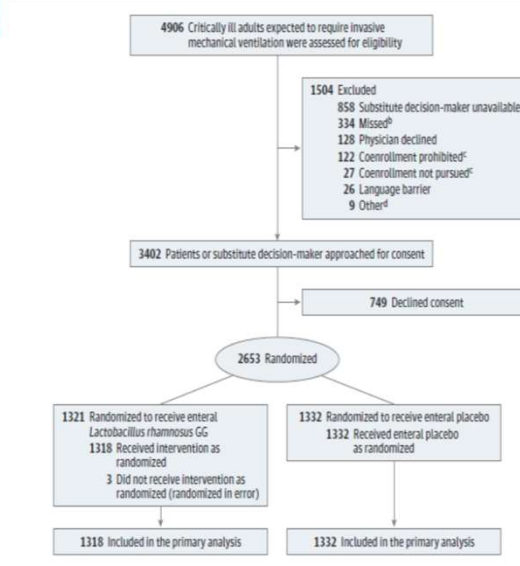 4906 Critically ill adults expected to require invasive
mechanical ventilation were assessed for eligibility
1504 Excluded
858 Substitute decision-maker unavailable
334 Missedb
128 Physician declined
122 Coenrollment prohibitedc
27 Coenrollment not pursuedc
26 Language barrier
9 Otherd
3402 Patients or substitute decision-maker approached for consent
749 Declined consent
2653 Randomized
1321 Randomized to receive enteral
Lactobacillus rhamnosus GG
1318 Received intervention as
randomized
3 Did not receive intervention as
randomized (randomized in error)
1332 Randomized to receive enteral placebo
1332 Received enteral placebo
as randomized
1318 Included in the primary analysis
1332 Included in the primary analysis